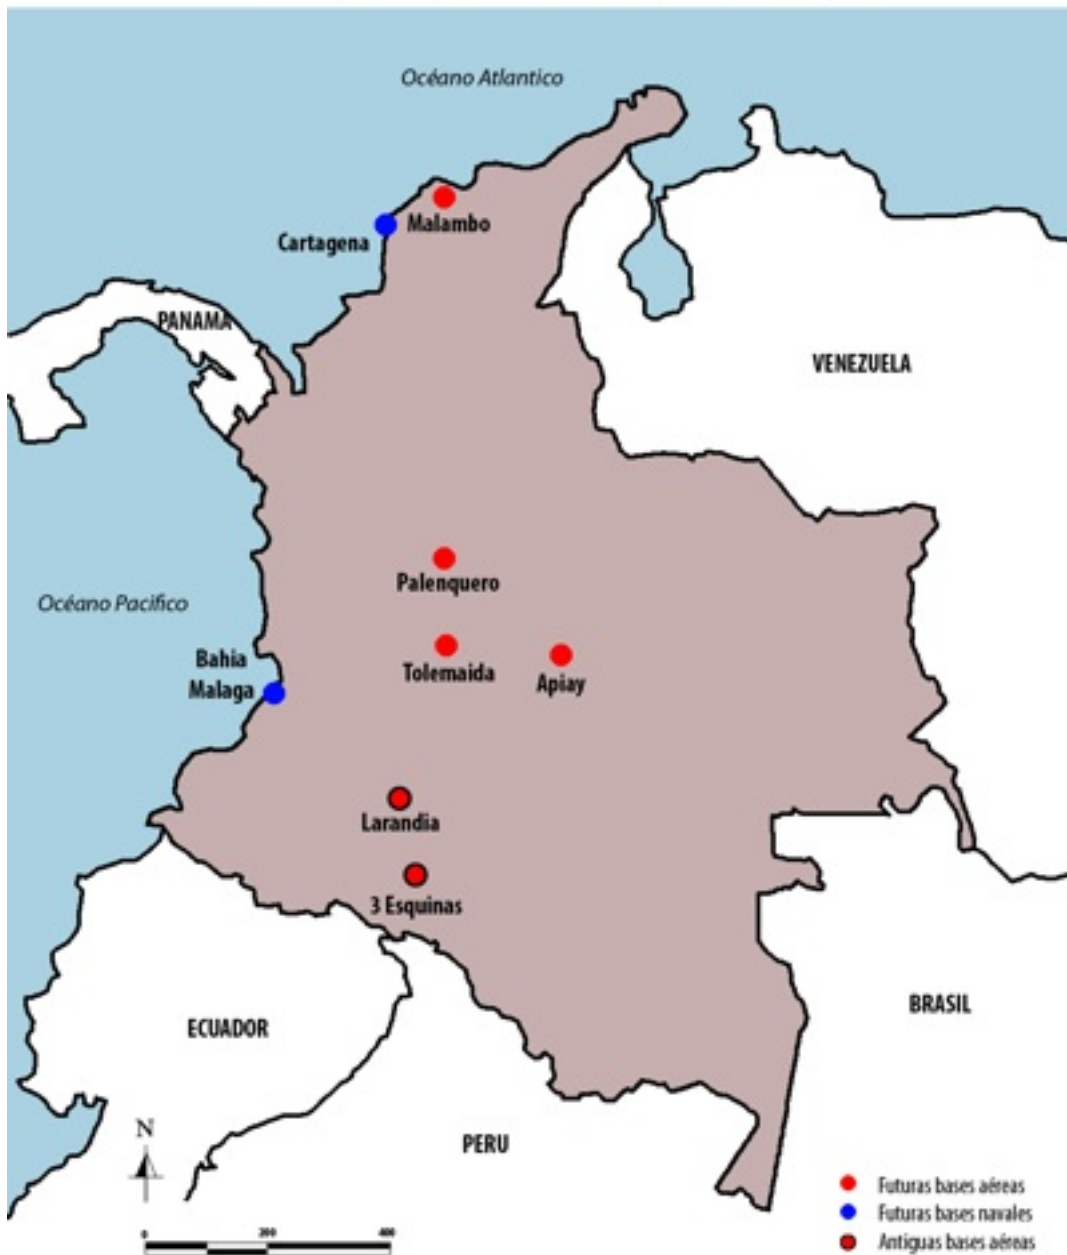 Océano Atlantico
Malambo
Cartagena
PANAMA
VENEZUELA
Palenquero
Océano Pacifico
Tolemaida
Bahia
Malaga
Apiay
Larandia
3 Esquinas
BRASIL
ECUADOR
PERU
N
Futuras bases aéreas
Futuras bases navales
Antiguas bases aéreas
0 200 400